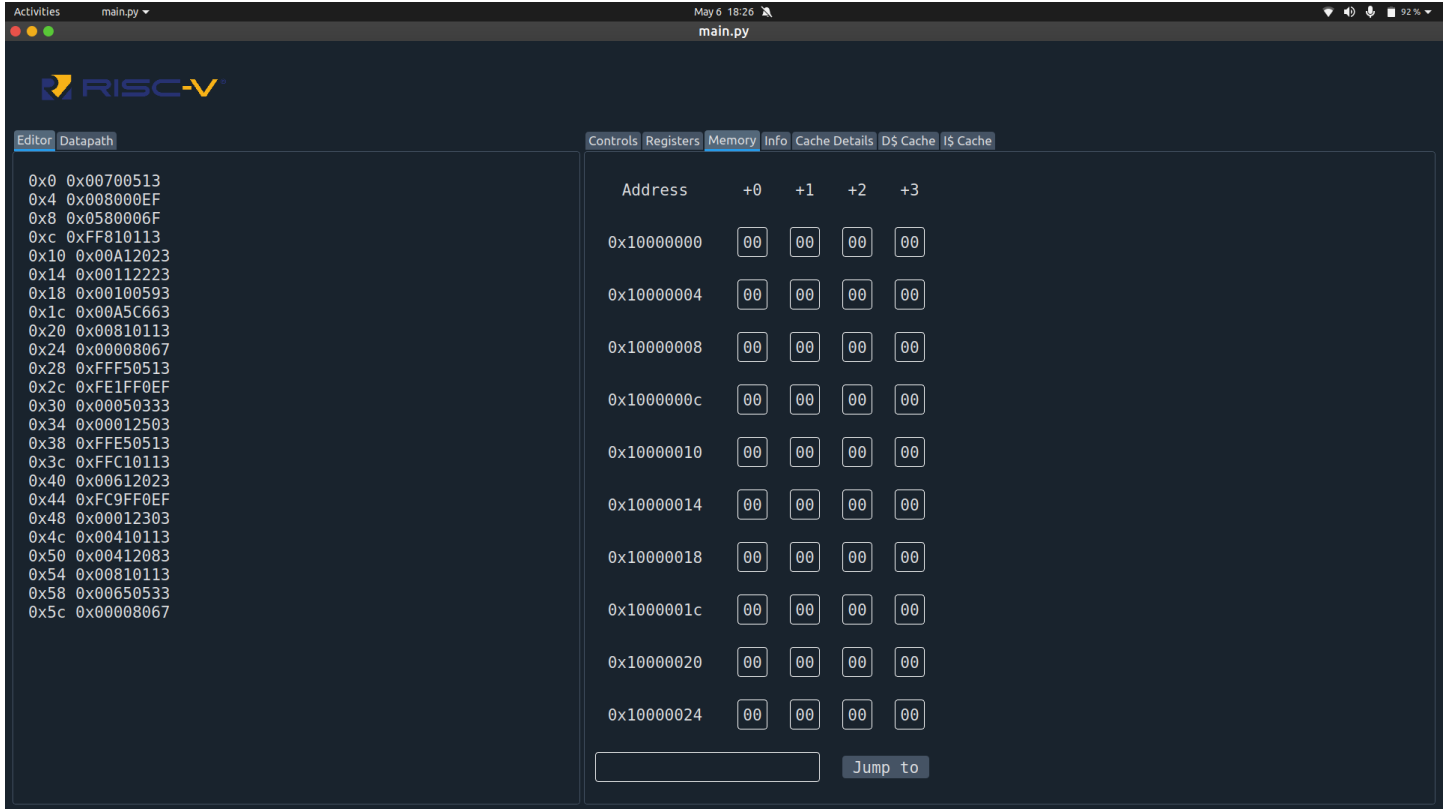 Activities main.py May 6 18:26 92 %
main.py
RISC-V
Editor Datapath
0x0 0x00700513
0x4 0x008000EF
0x8 0x0580006F
0xc 0xFF810113
0x10 0x00A12023
0x14 0x00112223
0x18 0x00100593
0x1c 0x00A5C663
0x20 0x00810113
0x24 0x00008067
0x28 0xFFF50513
0x2c 0xFE1FF0EF
0x30 0x00050333
0x34 0x00012503
0x38 0xFFE50513
0x3c 0xFFC10113
0x40 0x00612023
0x44 0xFC9FF0EF
0x48 0x00012303
0x4c 0x00410113
0x50 0x00412083
0x54 0x00810113
0x58 0x00650533
0x5c 0x00008067
Controls Registers Memory Info Cache Details D$ Cache I$ Cache
Address +0 +1 +2 +3
0x10000000 00 00 00 00
0x10000004 00 00 00 00
0x10000008 00 00 00 00
0x1000000c 00 00 00 00
0x10000010 00 00 00 00
0x10000014 00 00 00 00
0x10000018 00 00 00 00
0x1000001c 00 00 00 00
0x10000020 00 00 00 00
0x10000024 00 00 00 00
Jump to